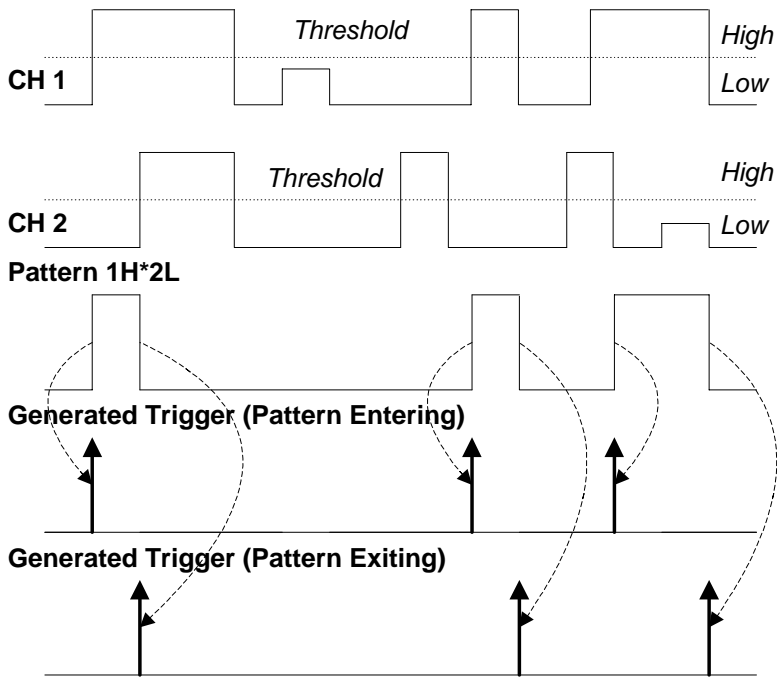 Threshold
High
CH 1
Low
Threshold
High
CH 2
Low
Pattern 1H*2L
Generated Trigger (Pattern Entering)
Generated Trigger (Pattern Exiting)